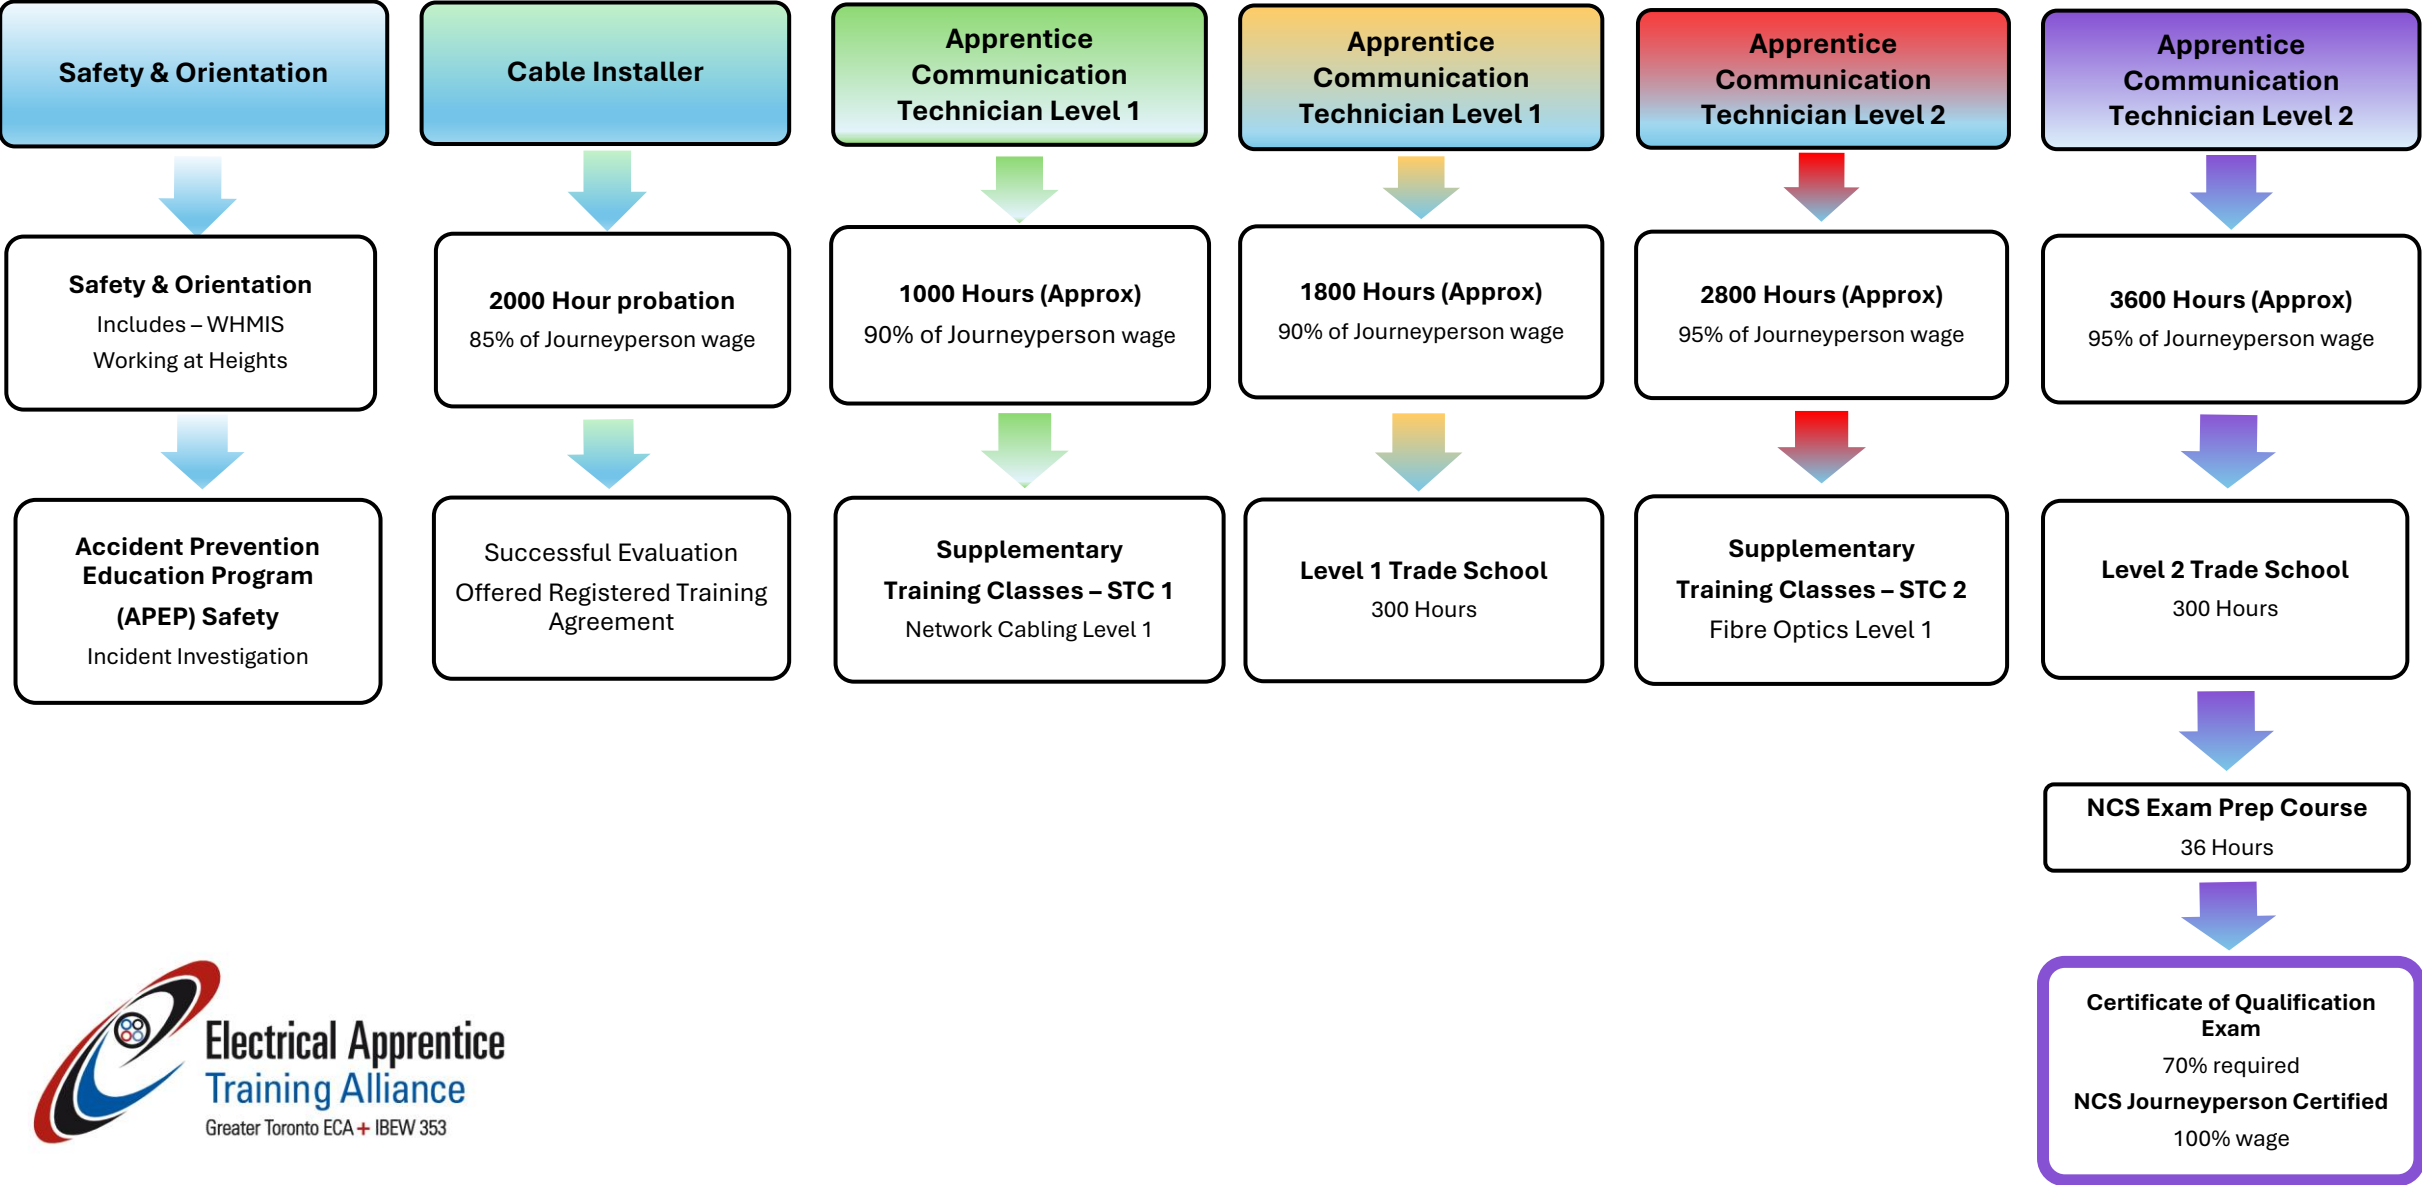 Safety & Orientation
Safety & Orientation
Includes – WHMIS
Working at Heights
Accident Prevention
Education Program
(APEP) Safety
Incident Investigation
Cable Installer
2000 Hour probation
85% of Journeyperson wage
Successful Evaluation
Offered Registered Training
Agreement
Apprentice
Communication
Technician Level 1
1000 Hours (Approx)
90% of Journeyperson wage
Supplementary
Training Classes – STC 1
Network Cabling Level 1
Apprentice
Communication
Technician Level 1
1800 Hours (Approx)
90% of Journeyperson wage
Level 1 Trade School
300 Hours
Apprentice
Communication
Technician Level 2
2800 Hours (Approx)
95% of Journeyperson wage
Supplementary
Training Classes – STC 2
Fibre Optics Level 1
Apprentice
Communication
Technician Level 2
3600 Hours (Approx)
95% of Journeyperson wage
Level 2 Trade School
300 Hours
NCS Exam Prep Course
36 Hours
Certificate of Qualification
Exam
70% required
NCS Journeyperson Certified
100% wage
Electrical Apprentice
Training Alliance
Greater Toronto ECA + IBEW 353